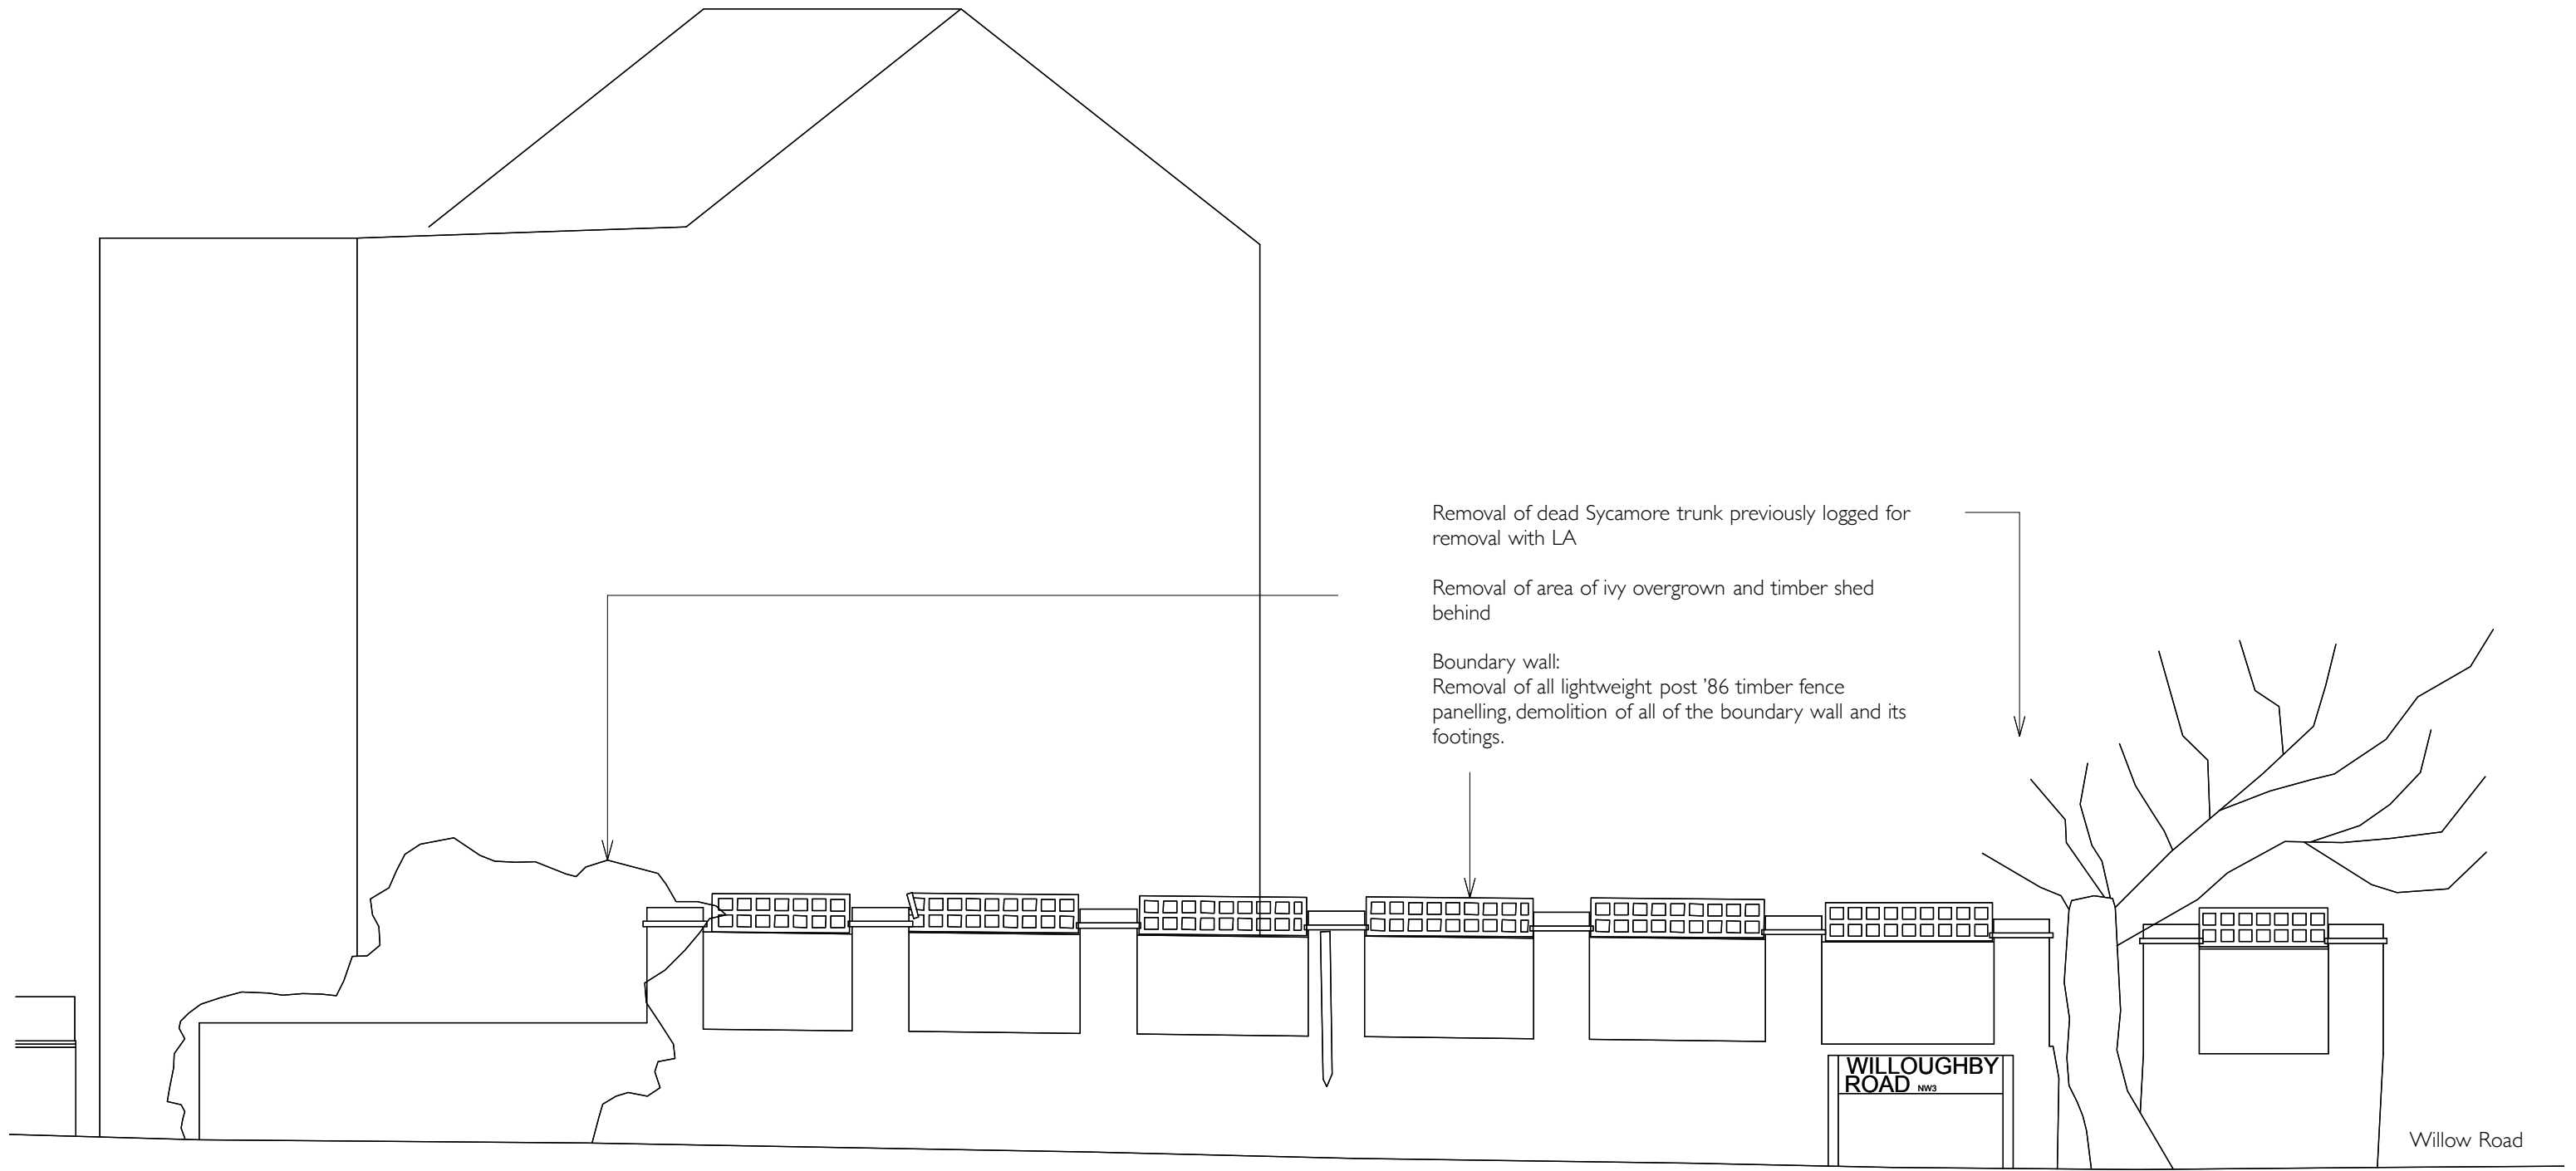 Removal of dead Sycamore trunk previously logged for
removal with LA
Removal of area of ivy overgrown and timber shed
behind
Boundary wall:
Removal of all lightweight post '86 timber fence
panelling, demolition of all of the boundary wall and its
footings.
WILLOUGHBY
ROAD NW3
Willow Road